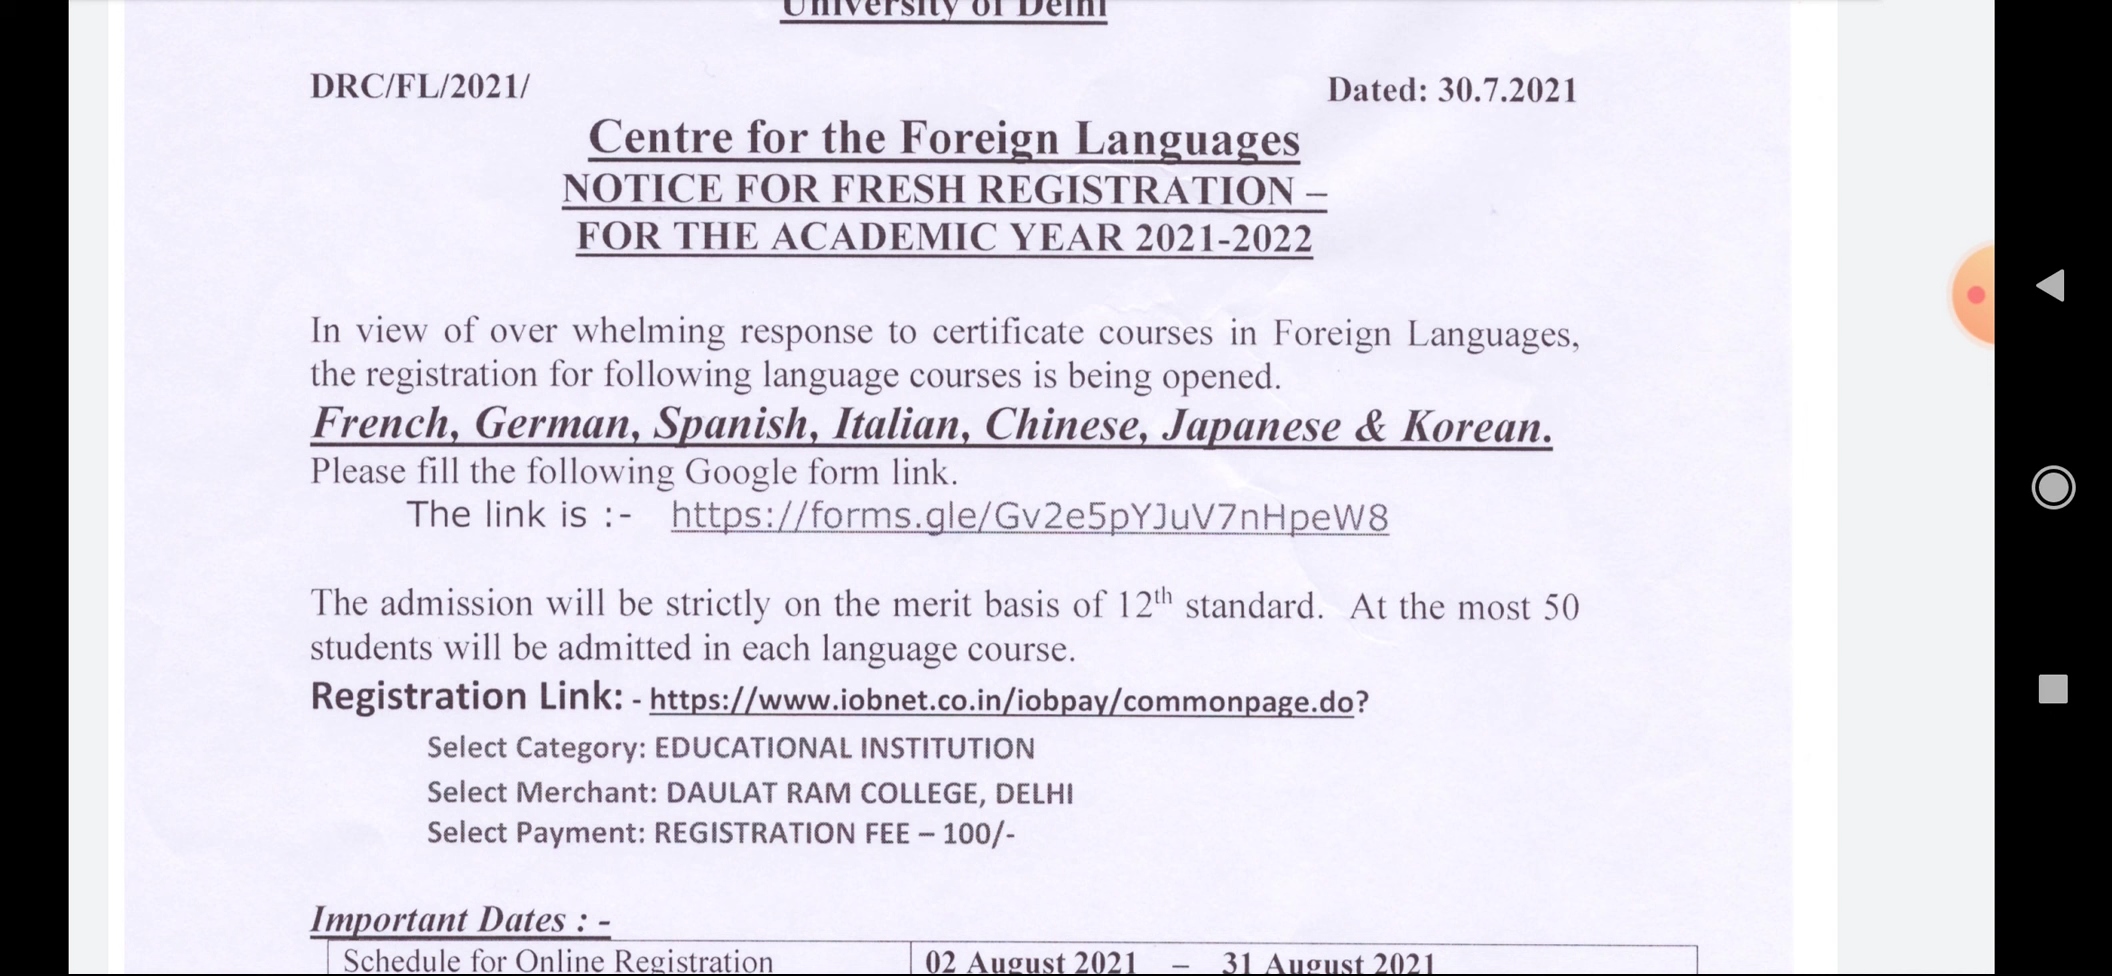 University of Delhi
DRC/FL/2021/ Dated: 30.7.2021
Centre for the Foreign Languages
NOTICE FOR FRESH REGISTRATION –
FOR THE ACADEMIC YEAR 2021-2022
In view of over whelming response to certificate courses in Foreign Languages,
the registration for following language courses is being opened.
French, German, Spanish, Italian, Chinese, Japanese & Korean.
Please fill the following Google form link.
The link is :- https://forms.gle/Gv2e5pYJuV7nHpeW8
The admission will be strictly on the merit basis of 12th standard. At the most 50
students will be admitted in each language course.
Registration Link: - https://www.iobnet.co.in/iobpay/commonpage.do?
Select Category: EDUCATIONAL INSTITUTION
Select Merchant: DAULAT RAM COLLEGE, DELHI
Select Payment: REGISTRATION FEE – 100/-
Important Dates : -
Schedule for Online Registration 02 August 2021 – 31 August 2021